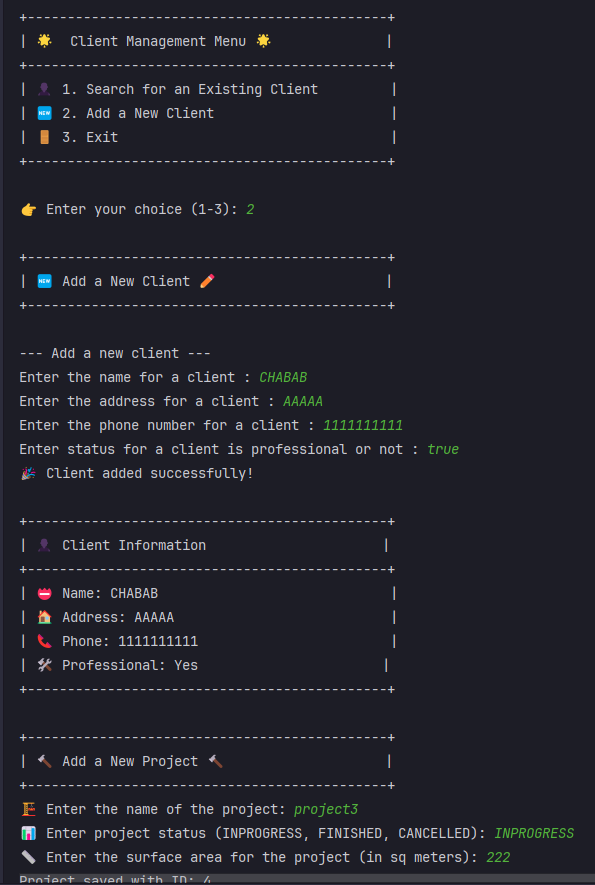 +---------------------------------------------+
| 🌟  Client Management Menu 🌟              |
+---------------------------------------------+
| 👤 1. Search for an Existing Client         |
| 🆕 2. Add a New Client                      |
| 🚪 3. Exit                                  |
+---------------------------------------------+
👉 Enter your choice (1-3): 2
+---------------------------------------------+
| 🆕 Add a New Client 🖍️                     |
+---------------------------------------------+
--- Add a new client ---
Enter the name for a client : CHABAB
Enter the address for a client : AAAAA
Enter the phone number for a client : 1111111111
Enter status for a client is professional or not : true
🎉 Client added successfully!
+---------------------------------------------+
| 👤 Client Information                      |
+---------------------------------------------+
| 📛 Name: CHABAB                             |
| 🏠 Address: AAAAA                           |
| 📞 Phone: 1111111111                        |
| 🛠️ Professional: Yes                       |
+---------------------------------------------+
+---------------------------------------------+
| 🔨 Add a New Project 🔨                    |
+---------------------------------------------+
🏗️ Enter the name of the project: project3
📊 Enter project status (INPROGRESS, FINISHED, CANCELLED): INPROGRESS
📏 Enter the surface area for the project (in sq meters): 222
Project saved with ID: 4